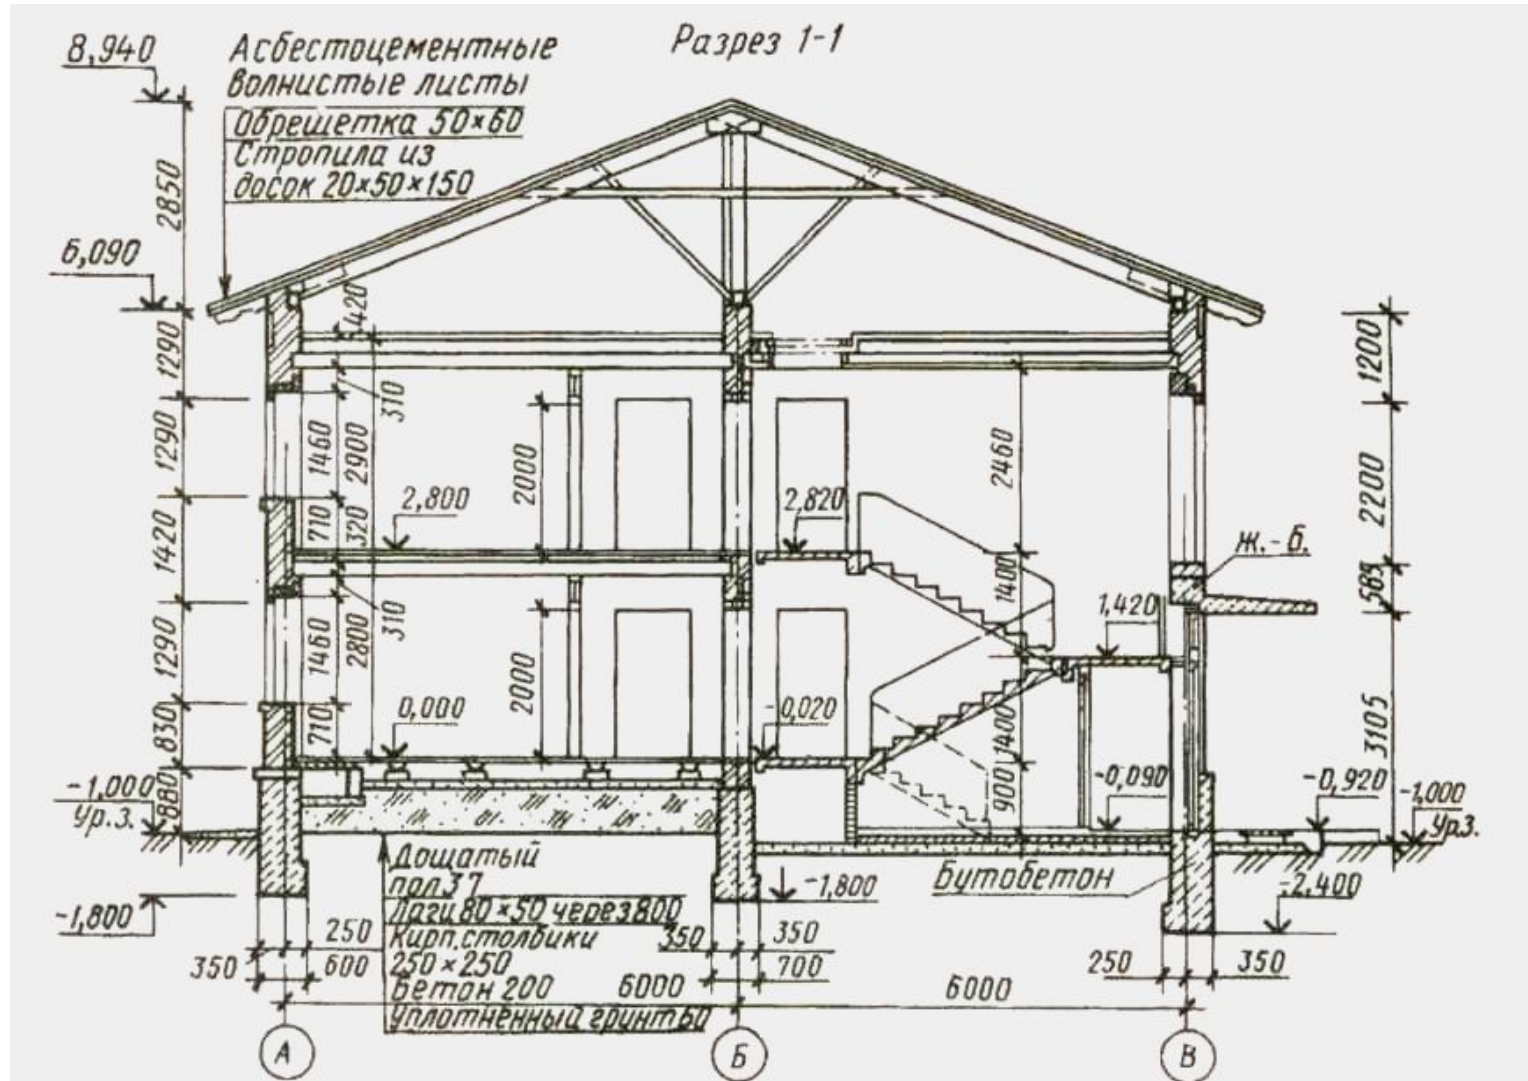 Разрез 1-1
8,940
Асбестоцементные
волнистые листы
Обрешетка 50×60
Стропила из
досок 20×50×150
2850
6,090
420
1290
1200
310
1290
1460
2900
2000
2460
2200
2,800
2,820
710
320
1420
ж.-б.
1400
585
310
1,420
1290
1460
2800
2000
0,000
-0,020
830
710
1400
3105
-1,000
Ур.з.
880
900
-0,090
-0,920
-1,000
Ур.з.
Дощатый
пол 37
Лаги 80×50 через 800
Кирп. столбики
250×250
Бетон 200
Уплотненный грунт 60
-1,800
-1,800
Бутобетон
-2,400
250
350
600
350
350
700
250
350
6000
6000
А
Б
В